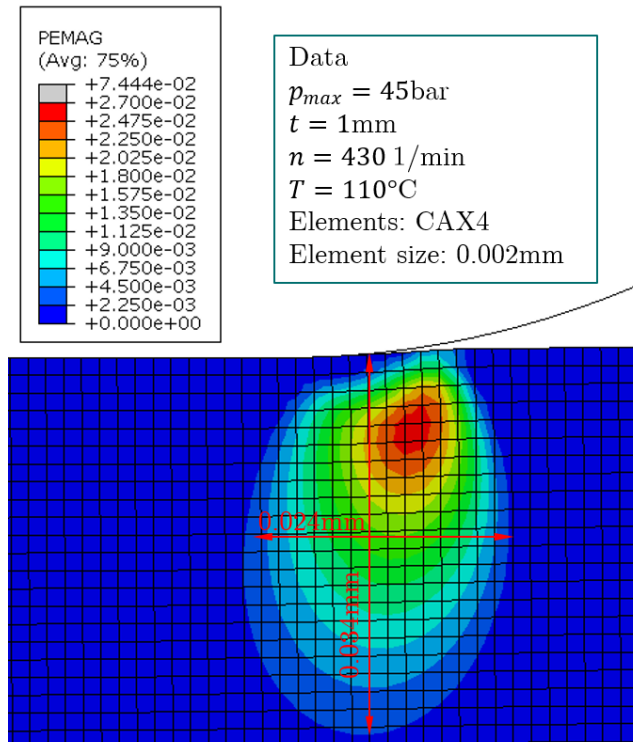 PEMAG
(Avg: 75%)
+7.444e-02
+2.700e-02
+2.475e-02
+2.250e-02
+2.025e-02
+1.800e-02
+1.575e-02
+1.350e-02
+1.125e-02
+9.000e-03
+6.750e-03
+4.500e-03
+2.250e-03
+0.000e+00
Data
p_max = 45bar
t = 1mm
n = 430 1/min
T = 110°C
Elements: CAX4
Element size: 0.002mm
0.024mm
0.034mm